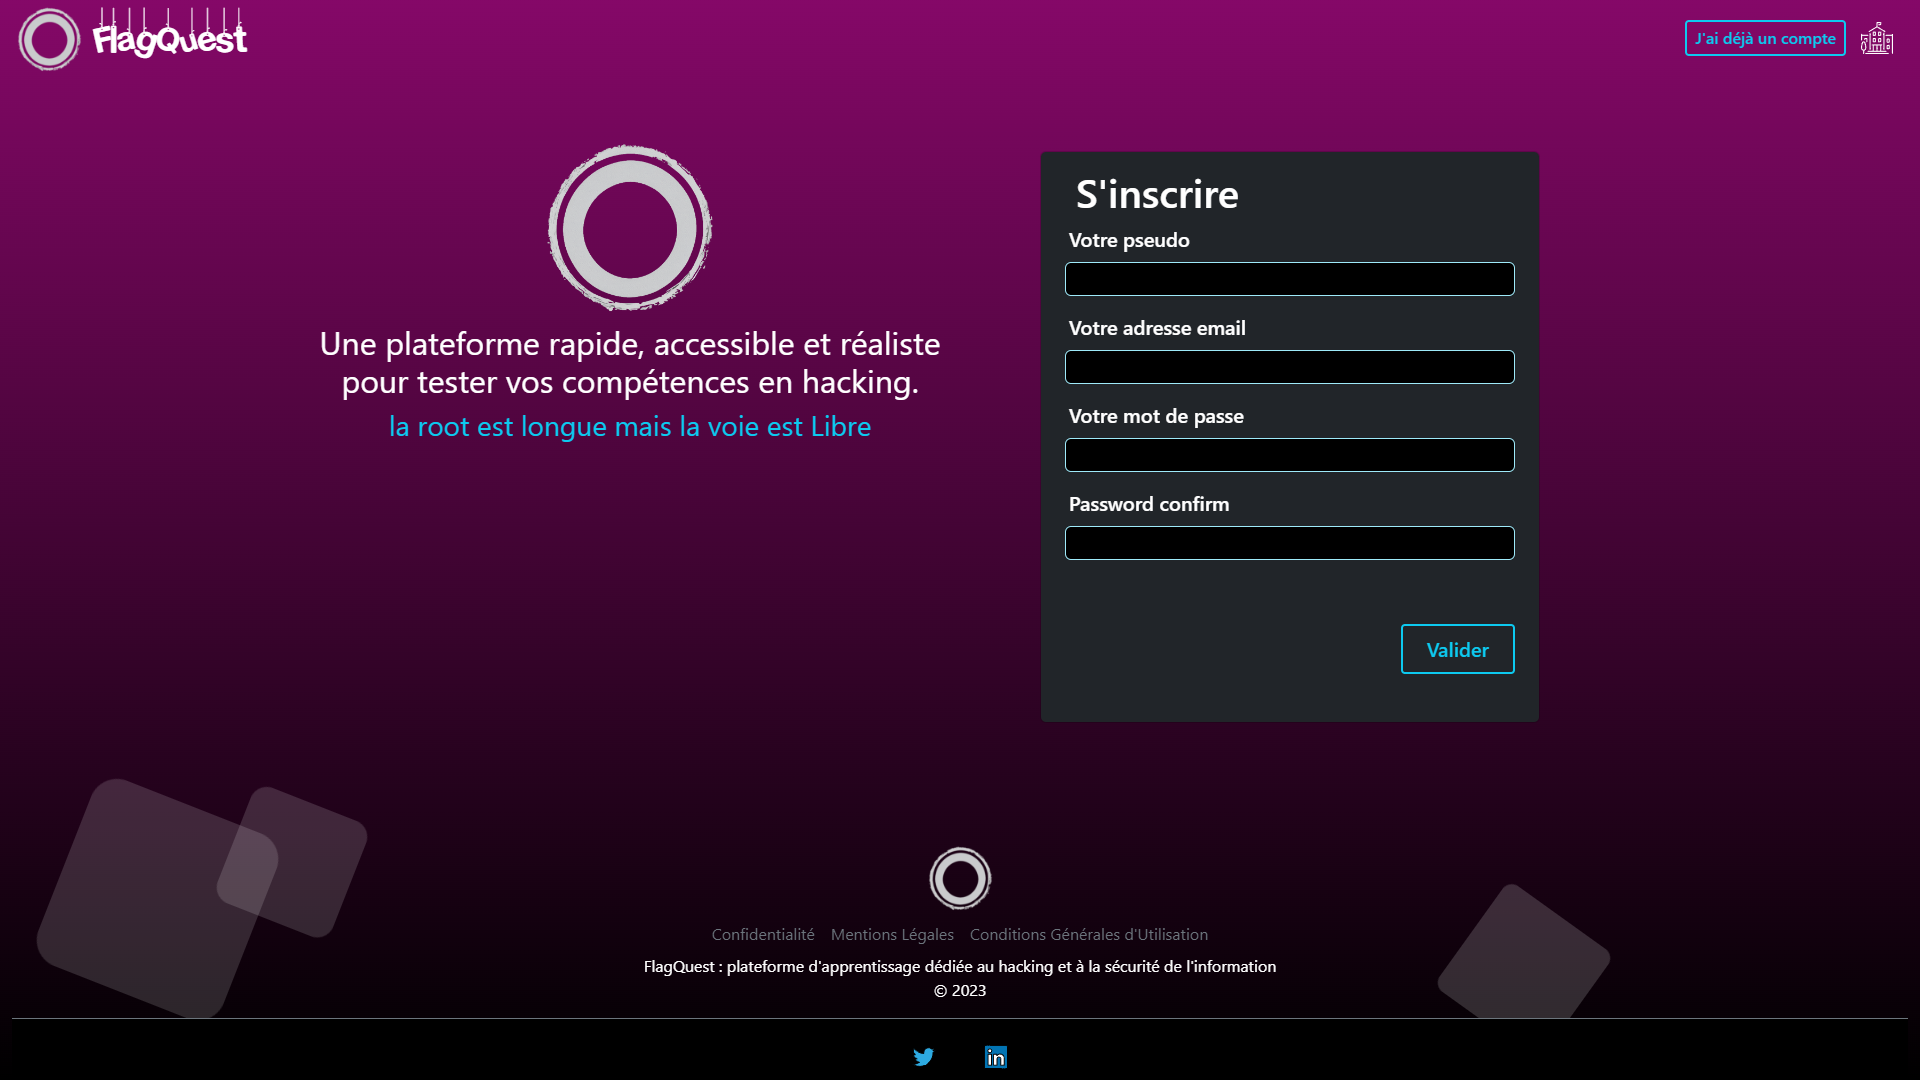 FlagQuest
J'ai déjà un compte
Une plateforme rapide, accessible et réaliste
pour tester vos compétences en hacking.
la root est longue mais la voie est Libre
S'inscrire
Votre pseudo
Votre adresse email
Votre mot de passe
Password confirm
Valider
Confidentialité Mentions Légales Conditions Générales d'Utilisation
FlagQuest : plateforme d'apprentissage dédiée au hacking et à la sécurité de l'information
© 2023
in